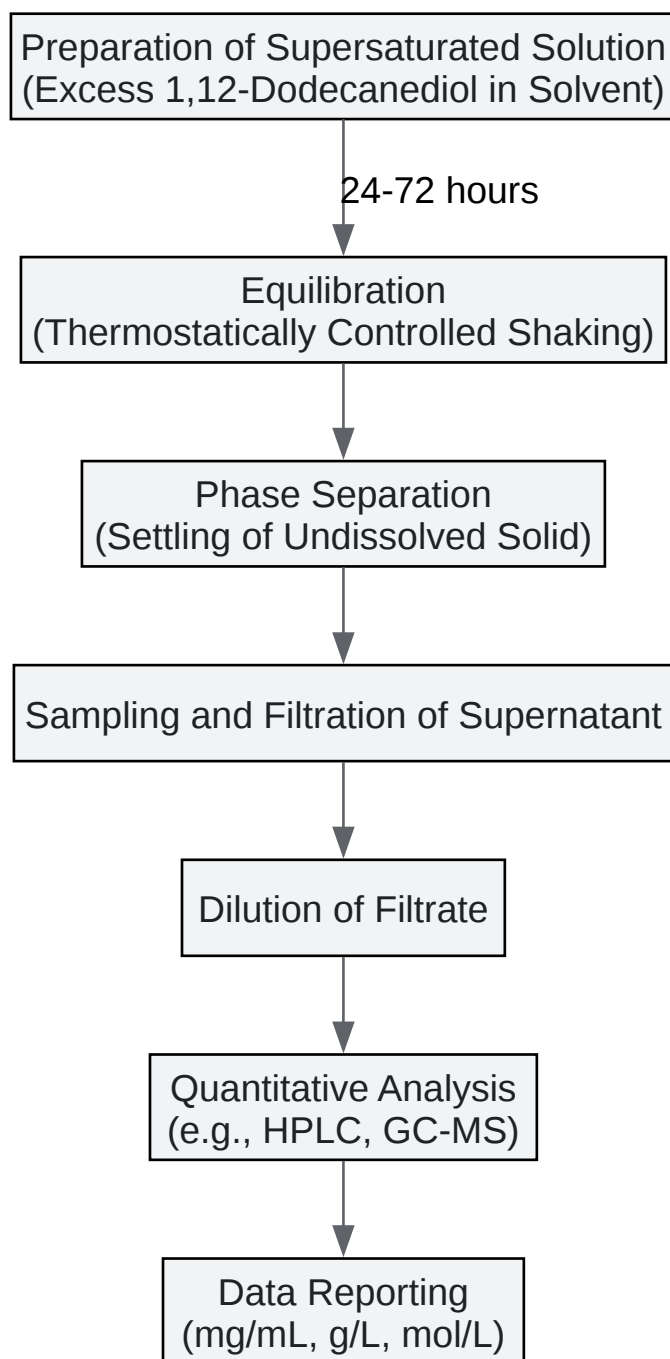 Preparation of Supersaturated Solution
(Excess 1,12-Dodecanediol in Solvent)
24-72 hours
Equilibration
(Thermostatically Controlled Shaking)
Phase Separation
(Settling of Undissolved Solid)
Sampling and Filtration of Supernatant
Dilution of Filtrate
Quantitative Analysis
(e.g., HPLC, GC-MS)
Data Reporting
(mg/mL, g/L, mol/L)